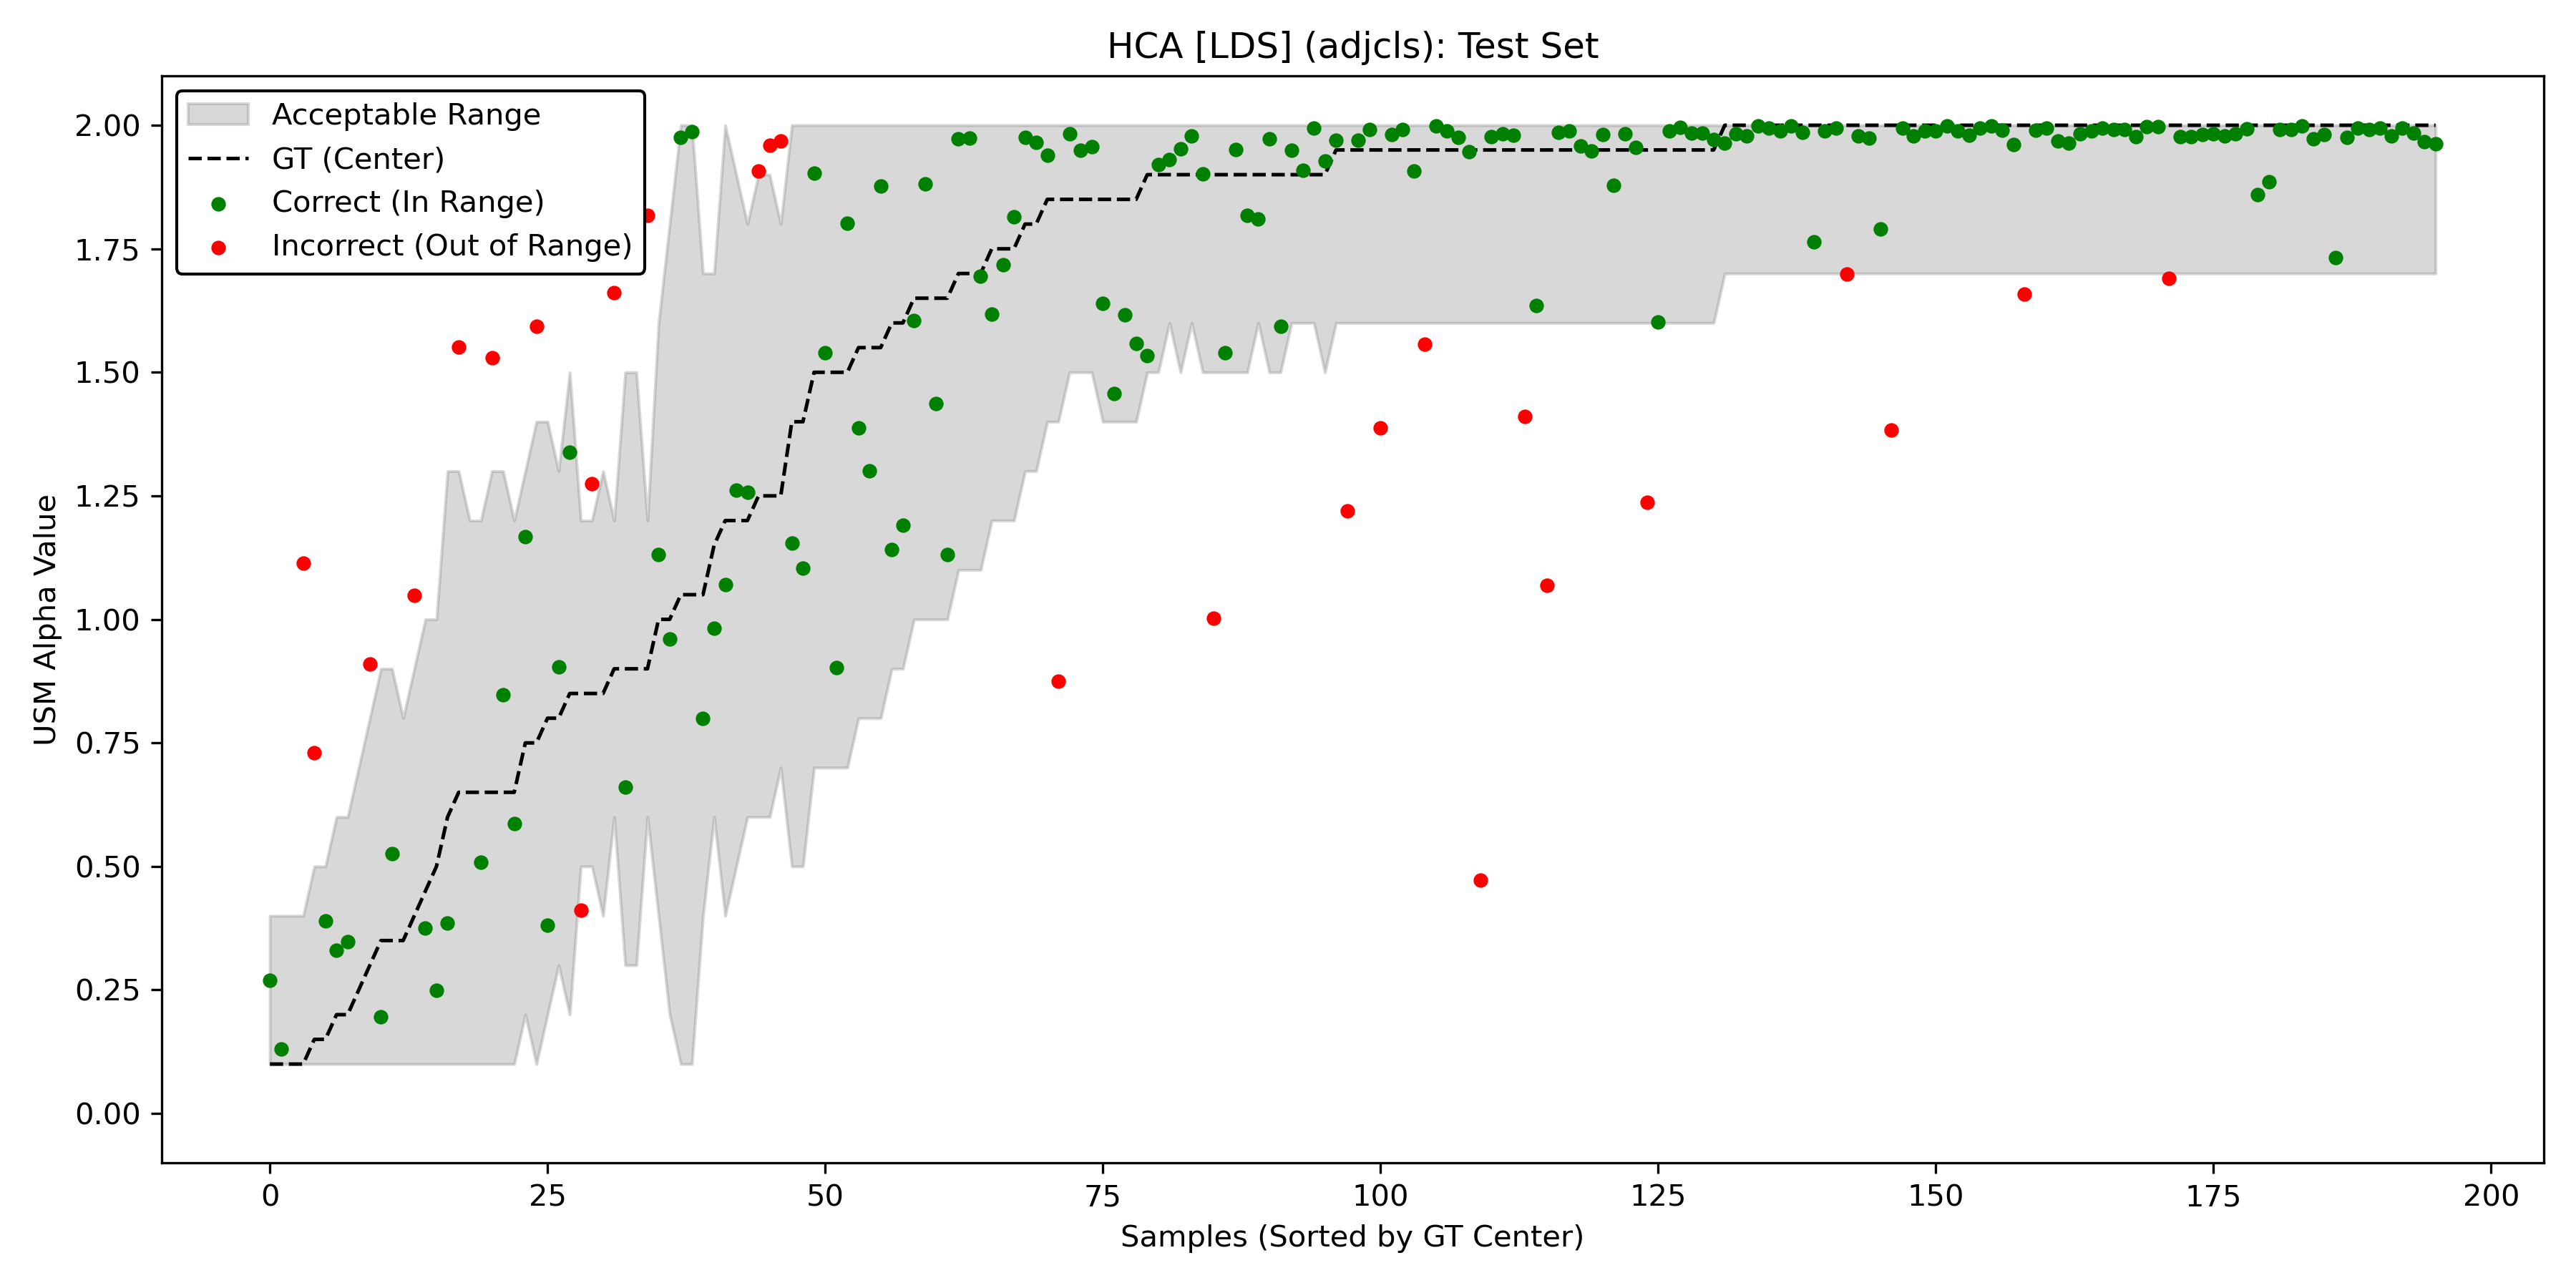 HCA [LDS] (adjcls): Test Set
Acceptable Range
GT (Center)
Correct (In Range)
Incorrect (Out of Range)
USM Alpha Value
2.00
1.75
1.50
1.25
1.00
0.75
0.50
0.25
0.00
0 25 50 75 100 125 150 175 200
Samples (Sorted by GT Center)